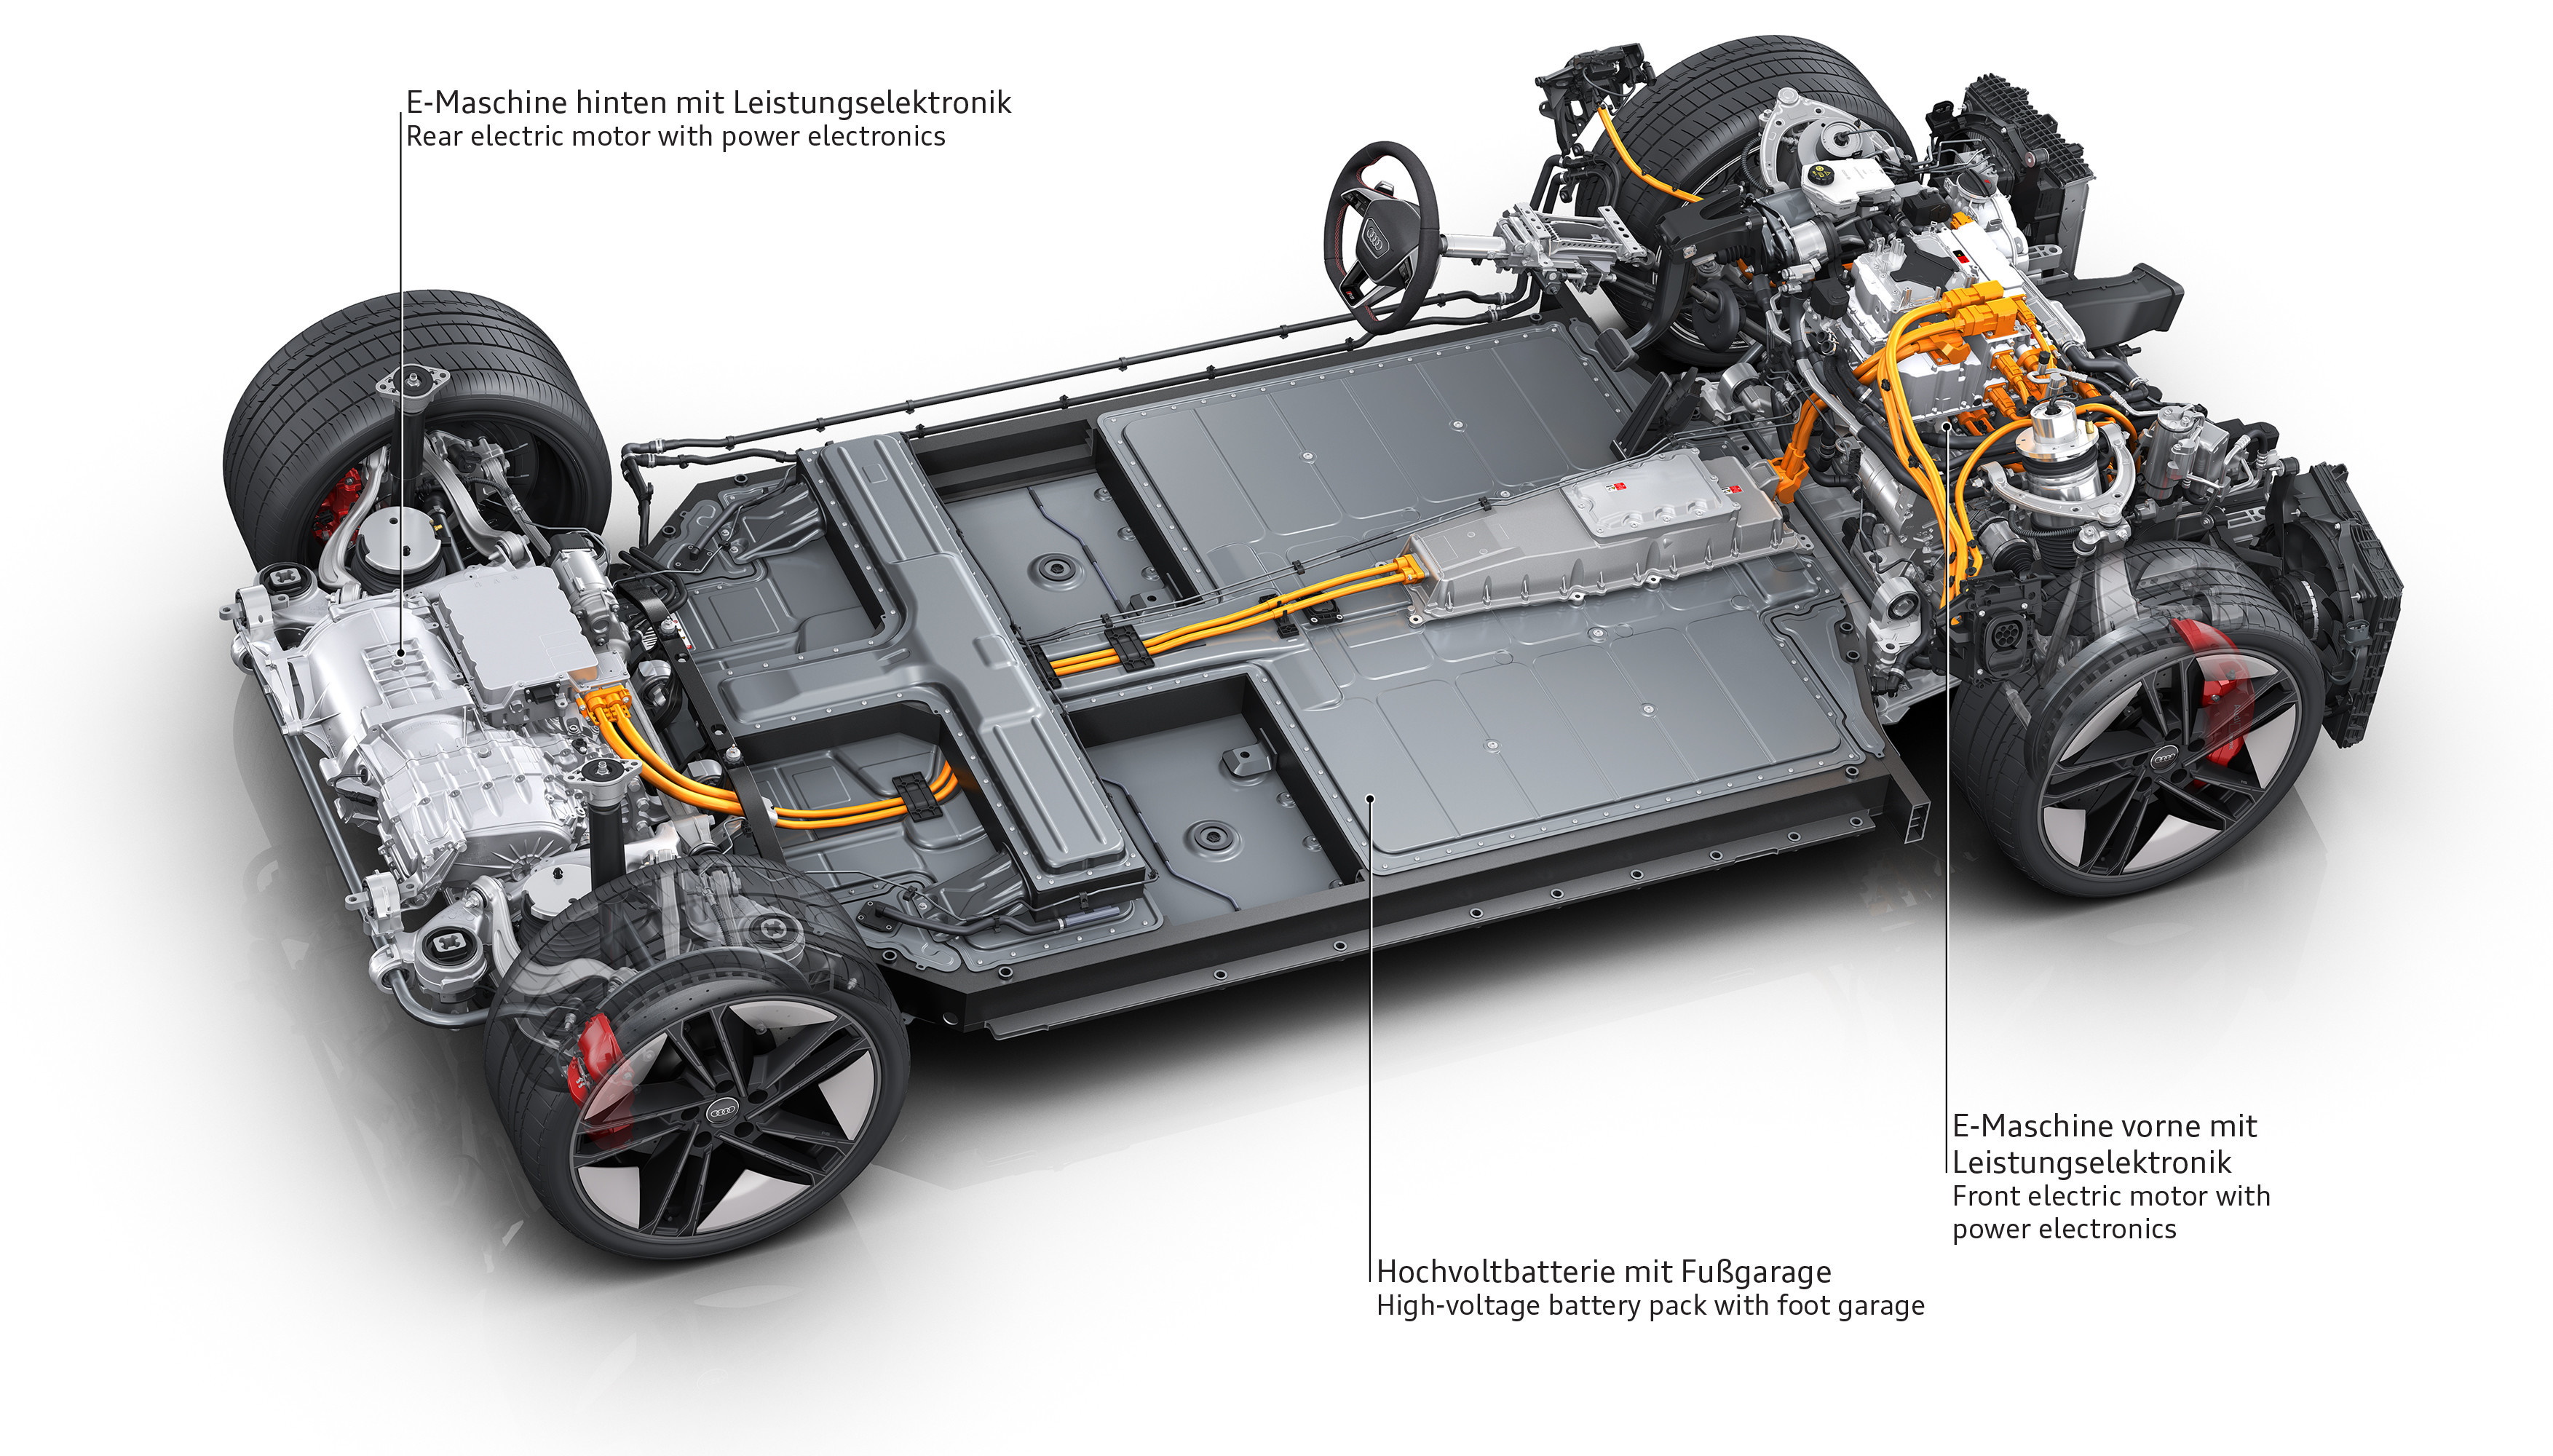 E-Maschine hinten mit Leistungselektronik
Rear electric motor with power electronics
E-Maschine vorne mit
Leistungselektronik
Front electric motor with
power electronics
Hochvoltbatterie mit Fußgarage
High-voltage battery pack with foot garage